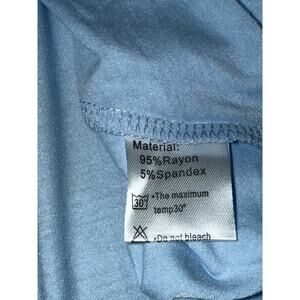 Material:
95%Rayon
5%Spandex
30° •The maximum
temp30°
•Do not bleach